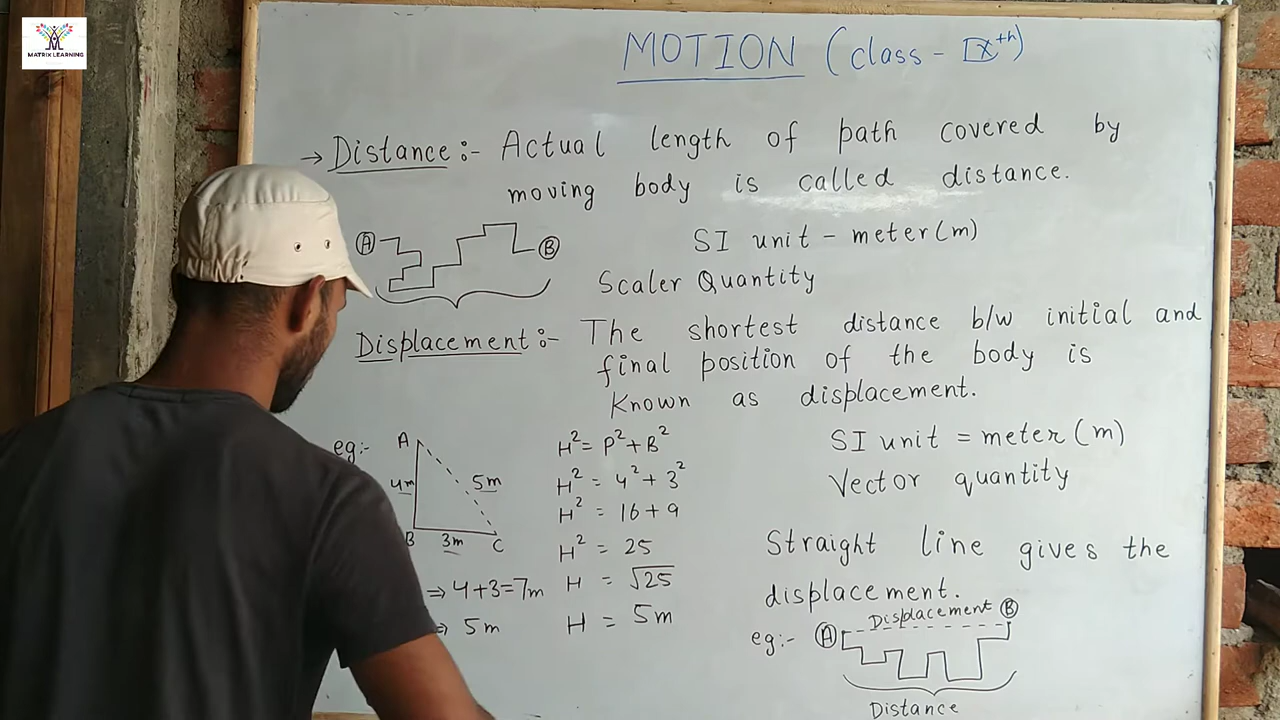 MATRIX LEARNING
MOTION (class - IXth)
→ Distance :- Actual length of path covered by
moving body is called distance.
A B
SI unit - meter(m)
Scaler Quantity
Displacement :- The shortest distance b/w initial and
final position of the body is
Known as displacement.
eg:- A
4m 5m
B 3m C
⇒ 4+3=7m
⇒ 5m
H² = P² + B²
H² = 4² + 3²
H² = 16 + 9
H² = 25
H = √25
H = 5m
SI unit = meter (m)
Vector quantity
Straight line gives the
displacement.
eg:- A Displacement B
Distance